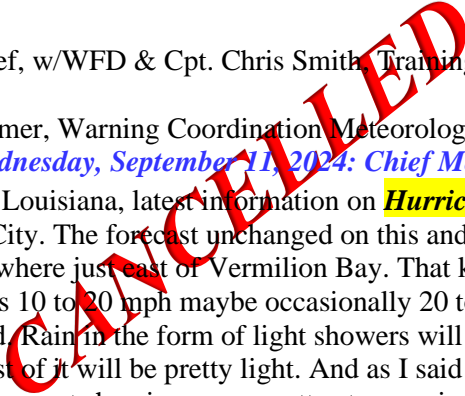 ef, w/WFD & Cpt. Chris Smith, Training
mer, Warning Coordination Meteorolog
dnesday, September 11, 2024: Chief M
Louisiana, latest information on Hurric
City. The forecast unchanged on this and
where just east of Vermilion Bay. That k
s 10 to 20 mph maybe occasionally 20 to
d. Rain in the form of light showers will
st of it will be pretty light. And as I said
CANCELLED